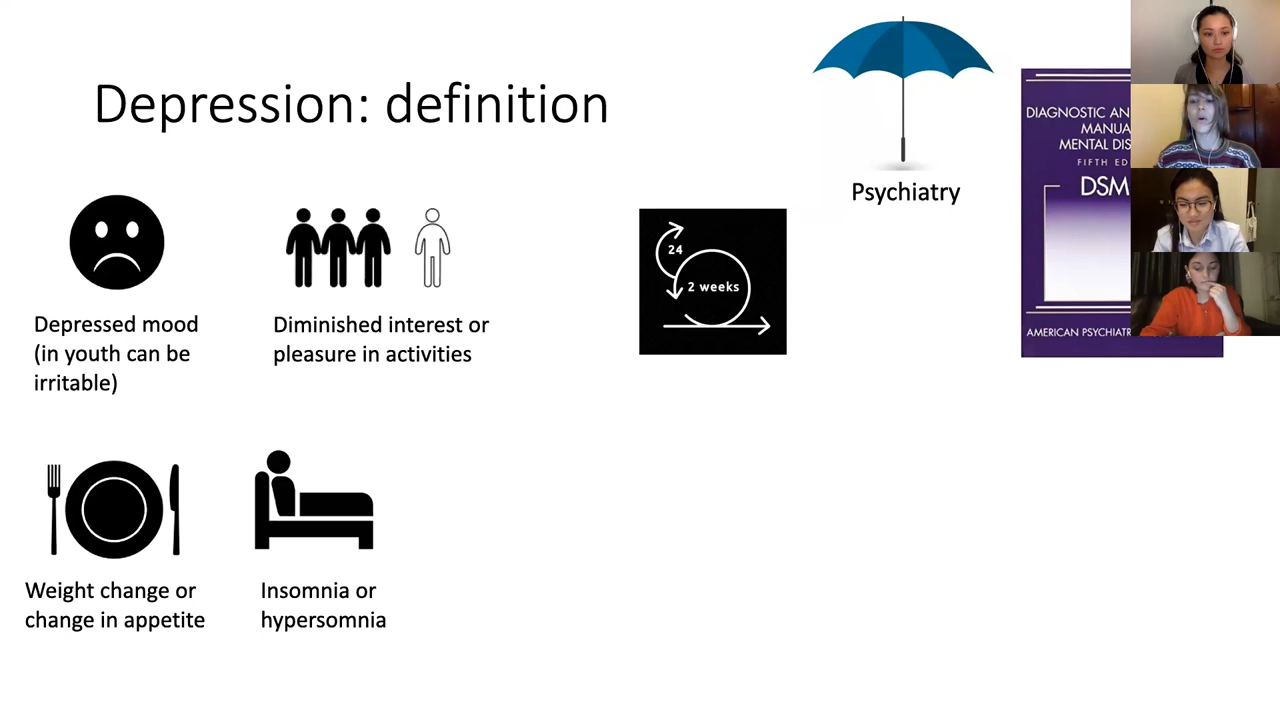 Depression: definition
Psychiatry
DIAGNOSTIC AN
MANUA
MENTAL DIS
FIFTH ED
DSM
AMERICAN PSYCHIATR
24
2 weeks
Depressed mood
(in youth can be
irritable)
Diminished interest or
pleasure in activities
Weight change or
change in appetite
Insomnia or
hypersomnia